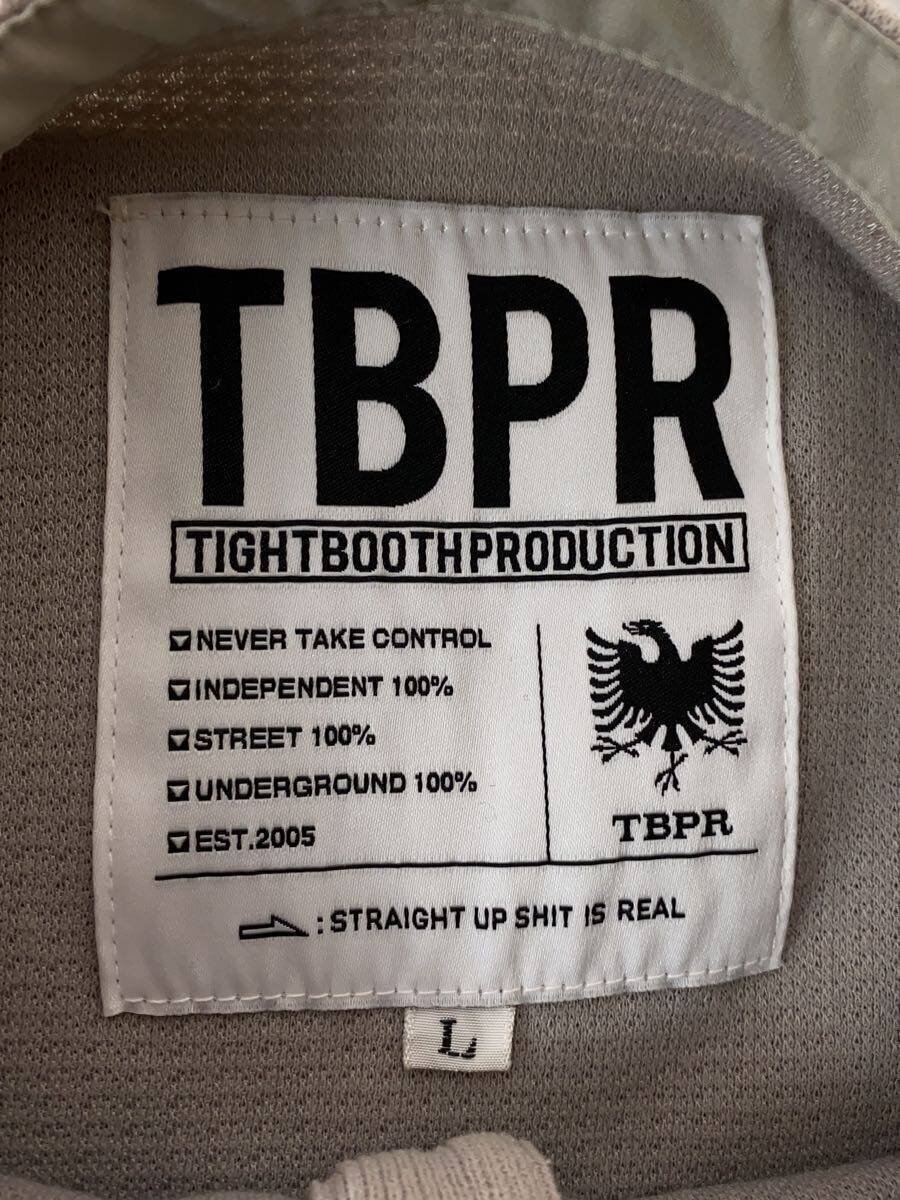 TBPR
TIGHTBOOTHPRODUCTION
NEVER TAKE CONTROL
INDEPENDENT 100%
STREET 100%
UNDERGROUND 100%
EST.2005
TBPR
: STRAIGHT UP SHIT IS REAL
L